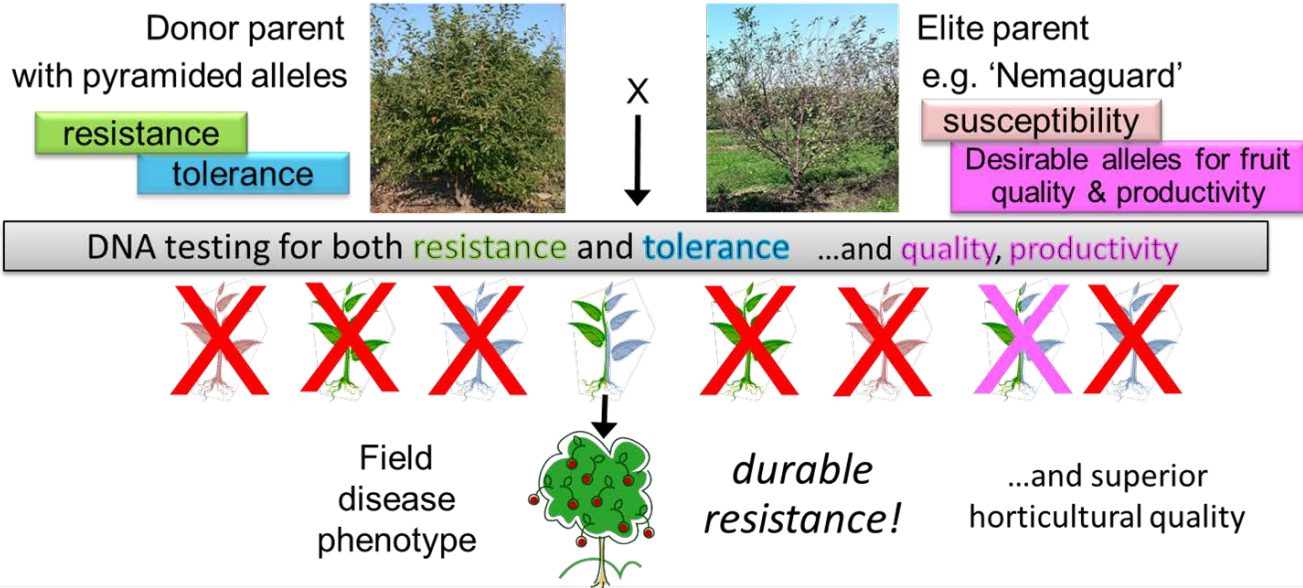 Donor parent
with pyramided alleles
resistance
tolerance
X
Elite parent
e.g. ‘Nemaguard’
susceptibility
Desirable alleles for fruit
quality & productivity
DNA testing for both resistance and tolerance ...and quality, productivity
Field
disease
phenotype
durable
resistance!
...and superior
horticultural quality